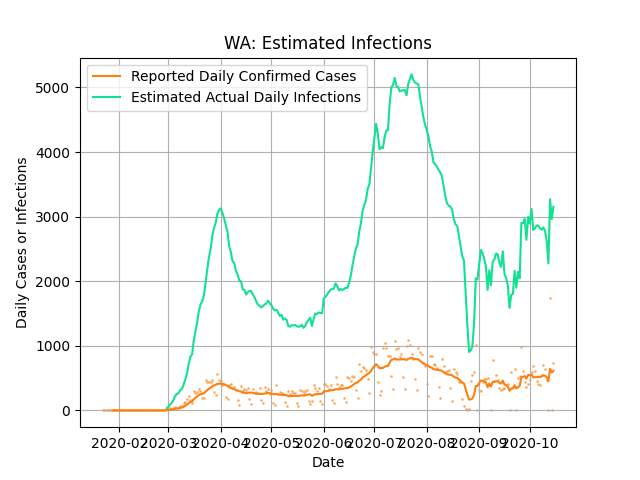 WA: Estimated Infections
Reported Daily Confirmed Cases
Estimated Actual Daily Infections
Daily Cases or Infections
5000
4000
3000
2000
1000
0
2020-02 2020-03 2020-04 2020-05 2020-06 2020-07 2020-08 2020-09 2020-10
Date